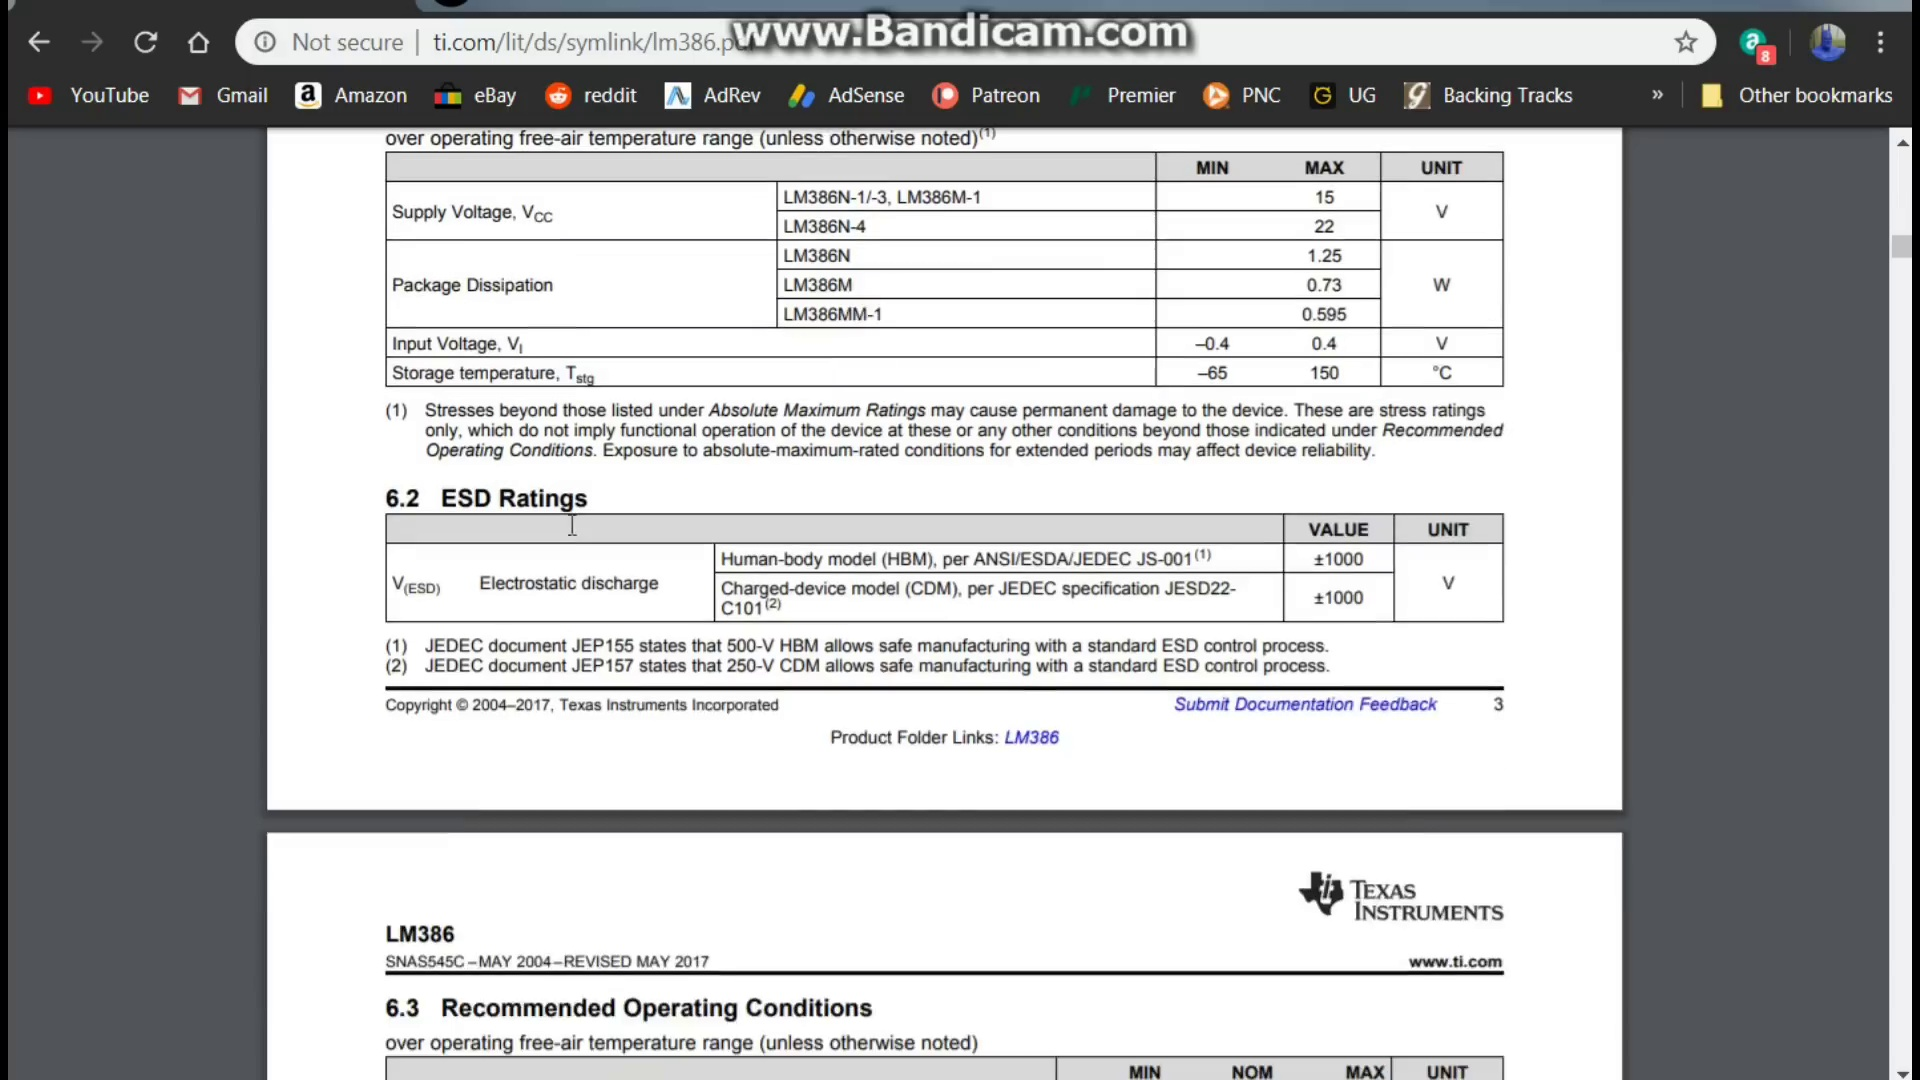 www.Bandicam.com
Not secure | ti.com/lit/ds/symlink/lm386.p
8
YouTube Gmail Amazon eBay reddit AdRev AdSense Patreon Premier PNC UG Backing Tracks » Other bookmarks
over operating free-air temperature range (unless otherwise noted)(1)
MIN MAX UNIT
Supply Voltage, VCC LM386N-1/-3, LM386M-1 15 V
LM386N-4 22
Package Dissipation LM386N 1.25 W
LM386M 0.73
LM386MM-1 0.595
Input Voltage, VI –0.4 0.4 V
Storage temperature, Tstg –65 150 °C
(1) Stresses beyond those listed under Absolute Maximum Ratings may cause permanent damage to the device. These are stress ratings
only, which do not imply functional operation of the device at these or any other conditions beyond those indicated under Recommended
Operating Conditions. Exposure to absolute-maximum-rated conditions for extended periods may affect device reliability.
6.2 ESD Ratings
VALUE UNIT
V(ESD) Electrostatic discharge Human-body model (HBM), per ANSI/ESDA/JEDEC JS-001(1) ±1000 V
Charged-device model (CDM), per JEDEC specification JESD22-
C101(2) ±1000
(1) JEDEC document JEP155 states that 500-V HBM allows safe manufacturing with a standard ESD control process.
(2) JEDEC document JEP157 states that 250-V CDM allows safe manufacturing with a standard ESD control process.
Copyright © 2004–2017, Texas Instruments Incorporated Submit Documentation Feedback 3
Product Folder Links: LM386
TEXAS
INSTRUMENTS
LM386
SNAS545C –MAY 2004–REVISED MAY 2017 www.ti.com
6.3 Recommended Operating Conditions
over operating free-air temperature range (unless otherwise noted)
MIN NOM MAX UNIT